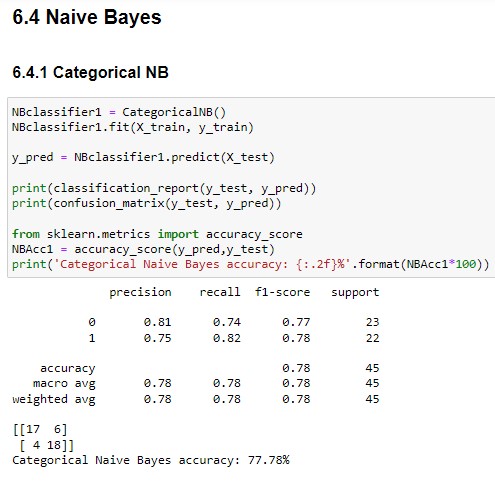 6.4 Naive Bayes
6.4.1 Categorical NB
NBclassifier1 = CategoricalNB()
NBclassifier1.fit(X_train, y_train)
y_pred = NBclassifier1.predict(X_test)
print(classification_report(y_test, y_pred))
print(confusion_matrix(y_test, y_pred))
from sklearn.metrics import accuracy_score
NBAcc1 = accuracy_score(y_pred,y_test)
print('Categorical Naive Bayes accuracy: {:.2f}%'.format(NBAcc1*100))
precision recall f1-score support
0 0.81 0.74 0.77 23
1 0.75 0.82 0.78 22
accuracy 0.78 45
macro avg 0.78 0.78 0.78 45
weighted avg 0.78 0.78 0.78 45
[[17 6]
[ 4 18]]
Categorical Naive Bayes accuracy: 77.78%